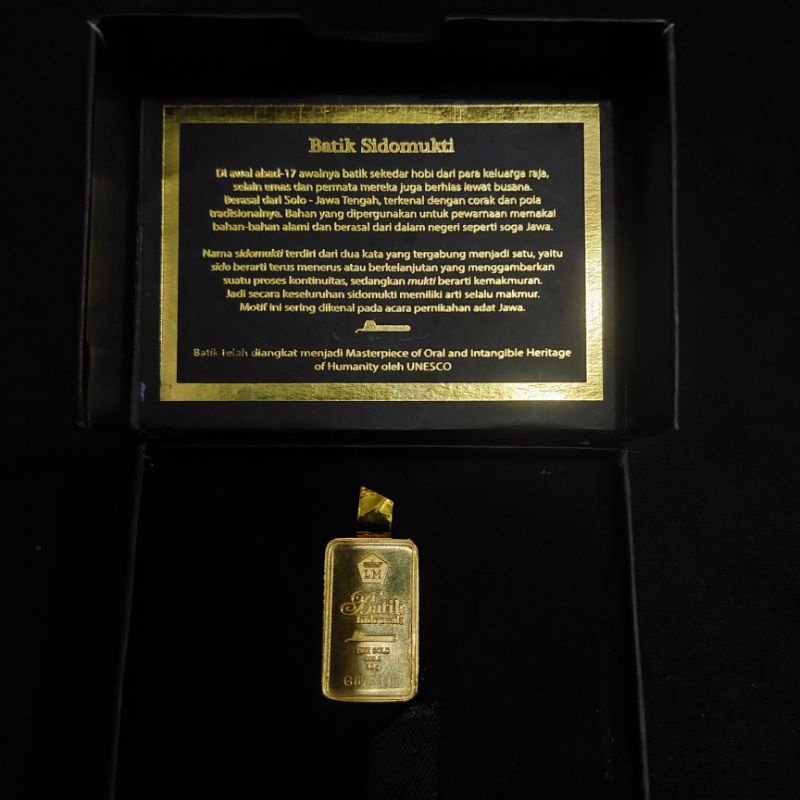 Batik Sidomukti
Di awal abad-17 awalnya batik sekedar hobi dari para keluarga raja,
selain emas dan permata mereka juga berhias lewat busana.
Berasal dari Solo - Jawa Tengah, terkenal dengan corak dan pola
tradisionalnya. Bahan yang dipergunakan untuk pewarnaan memakai
bahan-bahan alami dan berasal dari dalam negeri seperti soga Jawa.
Nama sidomukti terdiri dari dua kata yang tergabung menjadi satu, yaitu
sido berarti terus menerus atau berkelanjutan yang menggambarkan
suatu proses kontinuitas, sedangkan mukti berarti kemakmuran.
Jadi secara keseluruhan sidomukti memiliki arti selalu makmur.
Motif ini sering dikenal pada acara pernikahan adat Jawa.
Batik telah diangkat menjadi Masterpiece of Oral and Intangible Heritage
of Humanity oleh UNESCO
LM
Batik
Indonesia
GOLD